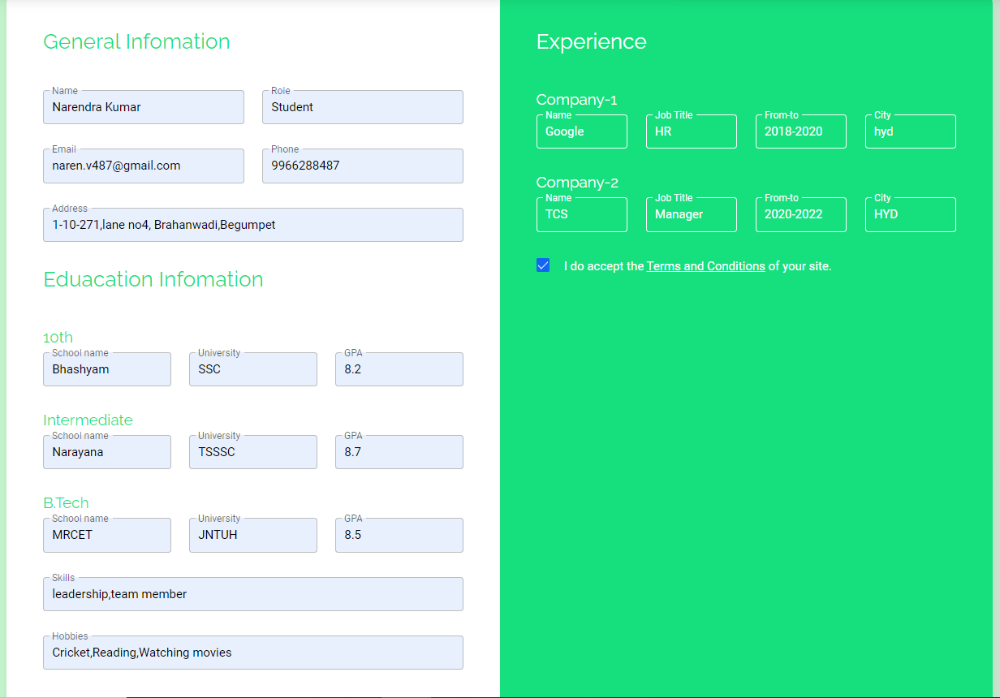 General Infomation
Name Role
Narendra Kumar Student
Email Phone
naren.v487@gmail.com 9966288487
Address
1-10-271,lane no4, Brahanwadi,Begumpet
Eduacation Infomation
10th
School name University GPA
Bhashyam SSC 8.2
Intermediate
School name University GPA
Narayana TSSSC 8.7
B.Tech
School name University GPA
MRCET JNTUH 8.5
Skills
leadership,team member
Hobbies
Cricket,Reading,Watching movies
Experience
Company-1
Name Job Title From-to City
Google HR 2018-2020 hyd
Company-2
Name Job Title From-to City
TCS Manager 2020-2022 HYD
I do accept the Terms and Conditions of your site.